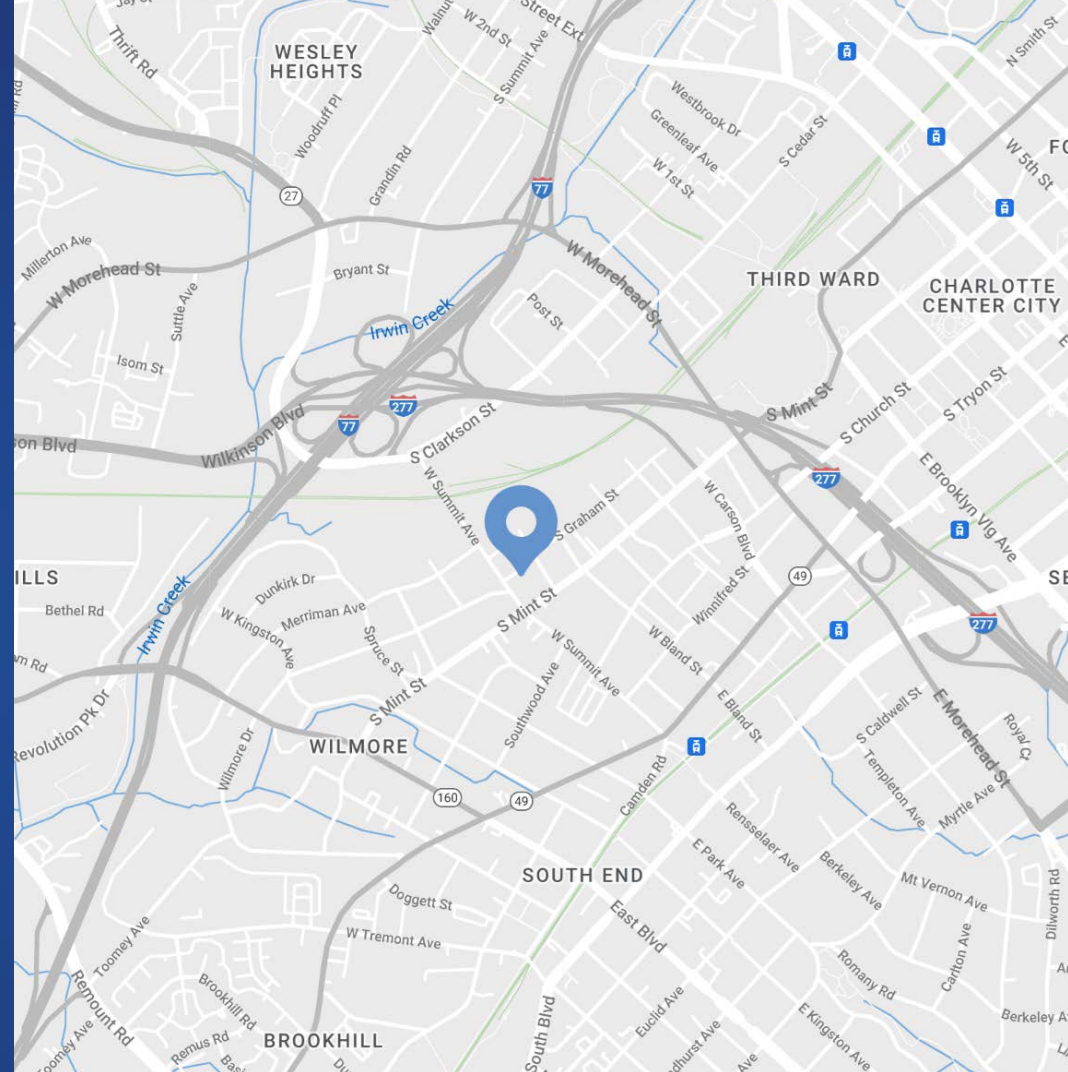 Street Ext
W 2nd St
S Summit Ave
Thrift Rd
WESLEY
HEIGHTS
Woodruff Pl
Grandin Rd
Westbrook Dr
Greenleaf Ave
W 1st St
S Cedar St
N Smith St
W 5th St
27
77
Millerton Ave
W Morehead St
Suttle Ave
Bryant St
Isom St
Irwin Creek
Post St
W Morehead St
THIRD WARD
CHARLOTTE
CENTER CITY
277
77
Wilkinson Blvd
son Blvd
S Clarkson St
S Mint St
S Church St
S Tryon St
277
E Brooklyn Vlg Ave
W Summit Ave
S Graham St
W Carson Blvd
49
277
ILLS
Bethel Rd
Irwin Creek
Dunkirk Dr
Merriman Ave
W Kingston Ave
Spruce St
S Mint St
Winnifred St
W Bland St
W Summit Ave
Southwood Ave
S Mint St
E Bland St
Revolution Pk Dr
Wilmore Dr
WILMORE
160
49
Camden Rd
S Caldwell St
E Morehead St
Royal Ct
Templeton Ave
Myrtle Ave
Rensselaer Ave
E Park Ave
Berkeley Ave
Mt Vernon Ave
SOUTH END
Doggett St
W Tremont Ave
East Blvd
Dilworth Rd
Carlton Ave
Romany Rd
Toomey Ave
Remount Rd
Brookhill Rd
Remus Rd
BROOKHILL
South Blvd
Euclid Ave
E Kingston Ave
Berkeley A